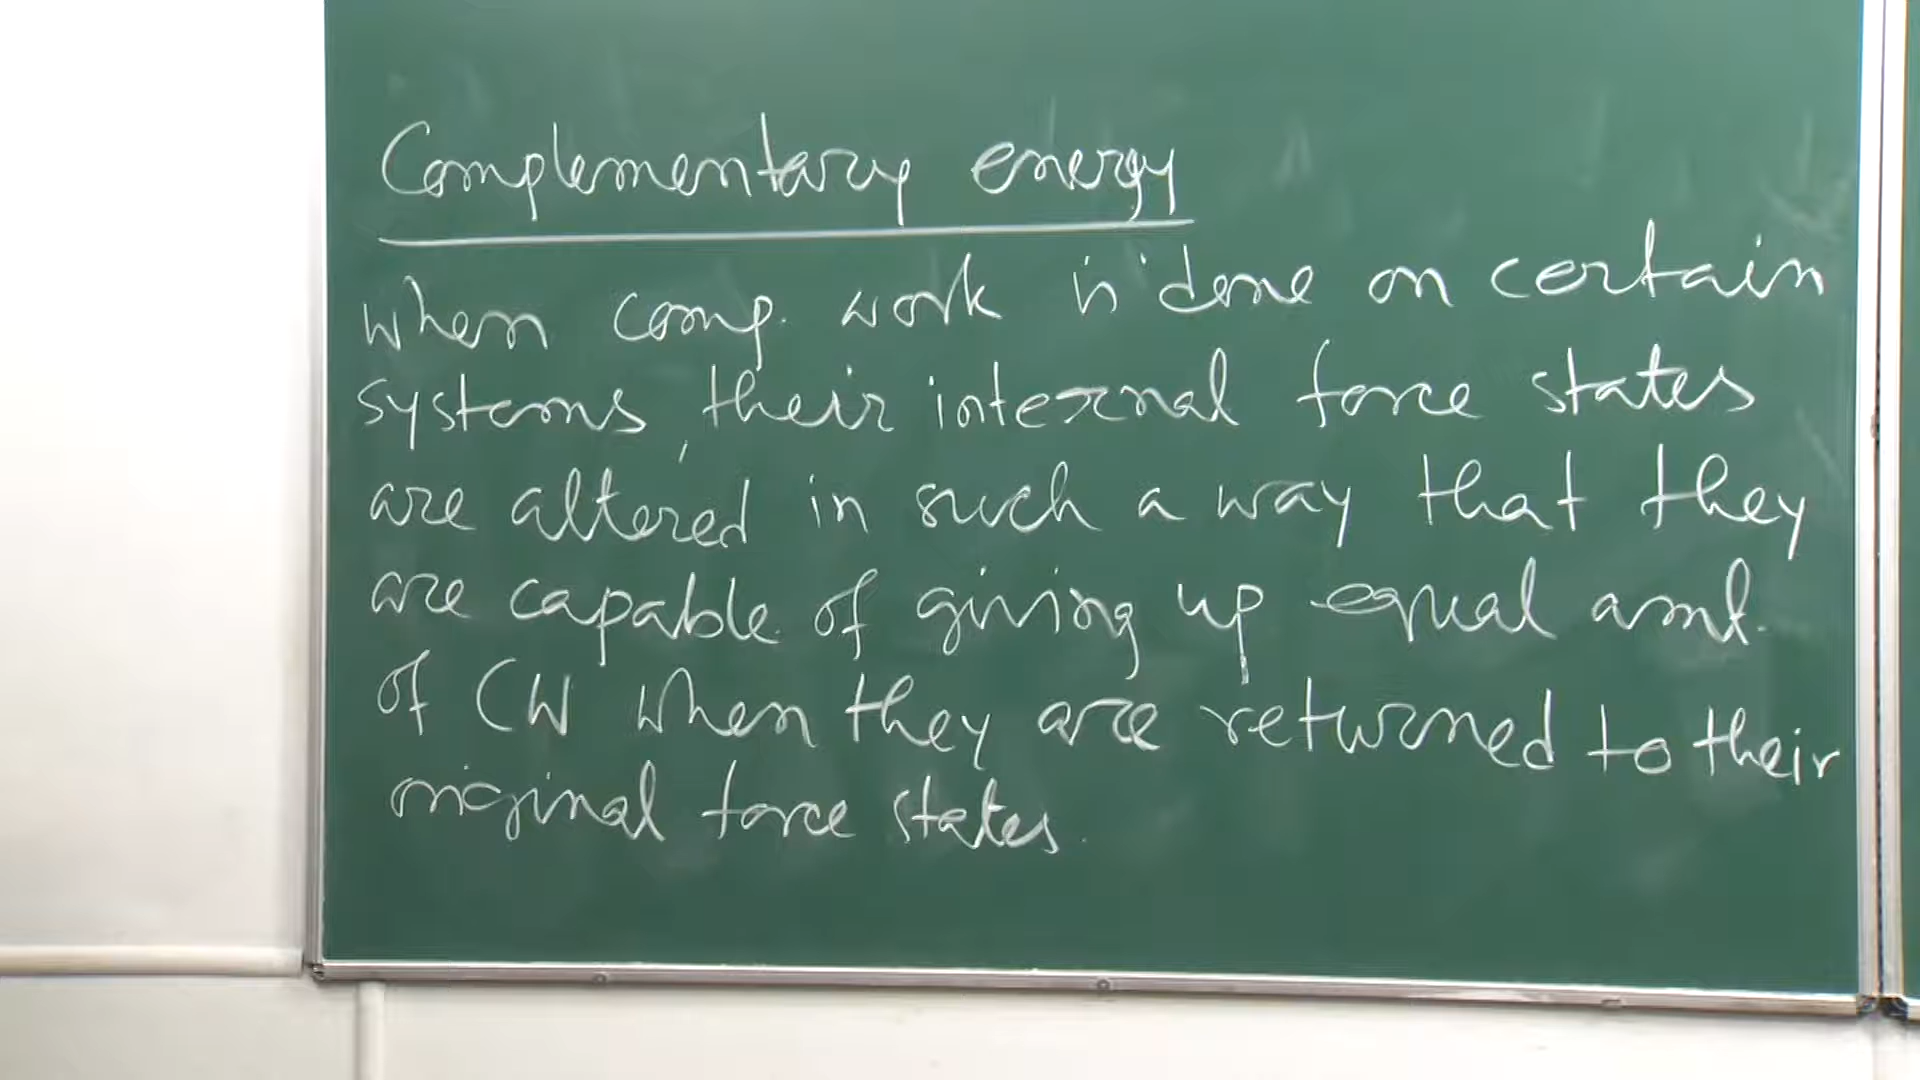 Complementary energy
when comp. work is done on certain
systems, their internal force states
are altered in such a way that they
are capable of giving up equal amt.
of CW when they are returned to their
original force states.